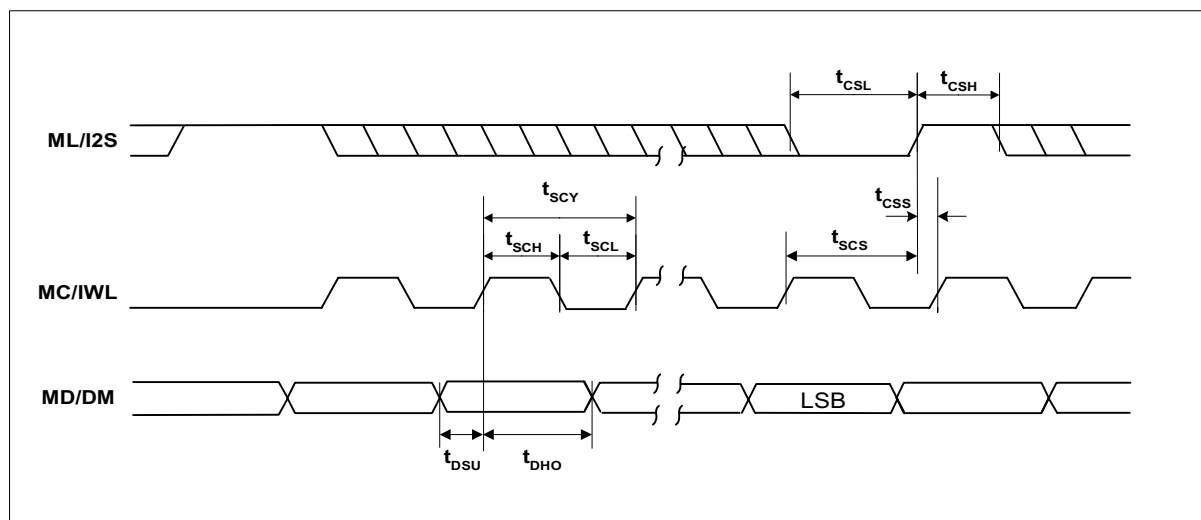 tCSL tCSH
ML/I2S
tSCY tCSS
tSCH tSCL tSCS
MC/IWL
MD/DM LSB
tDSU tDHO